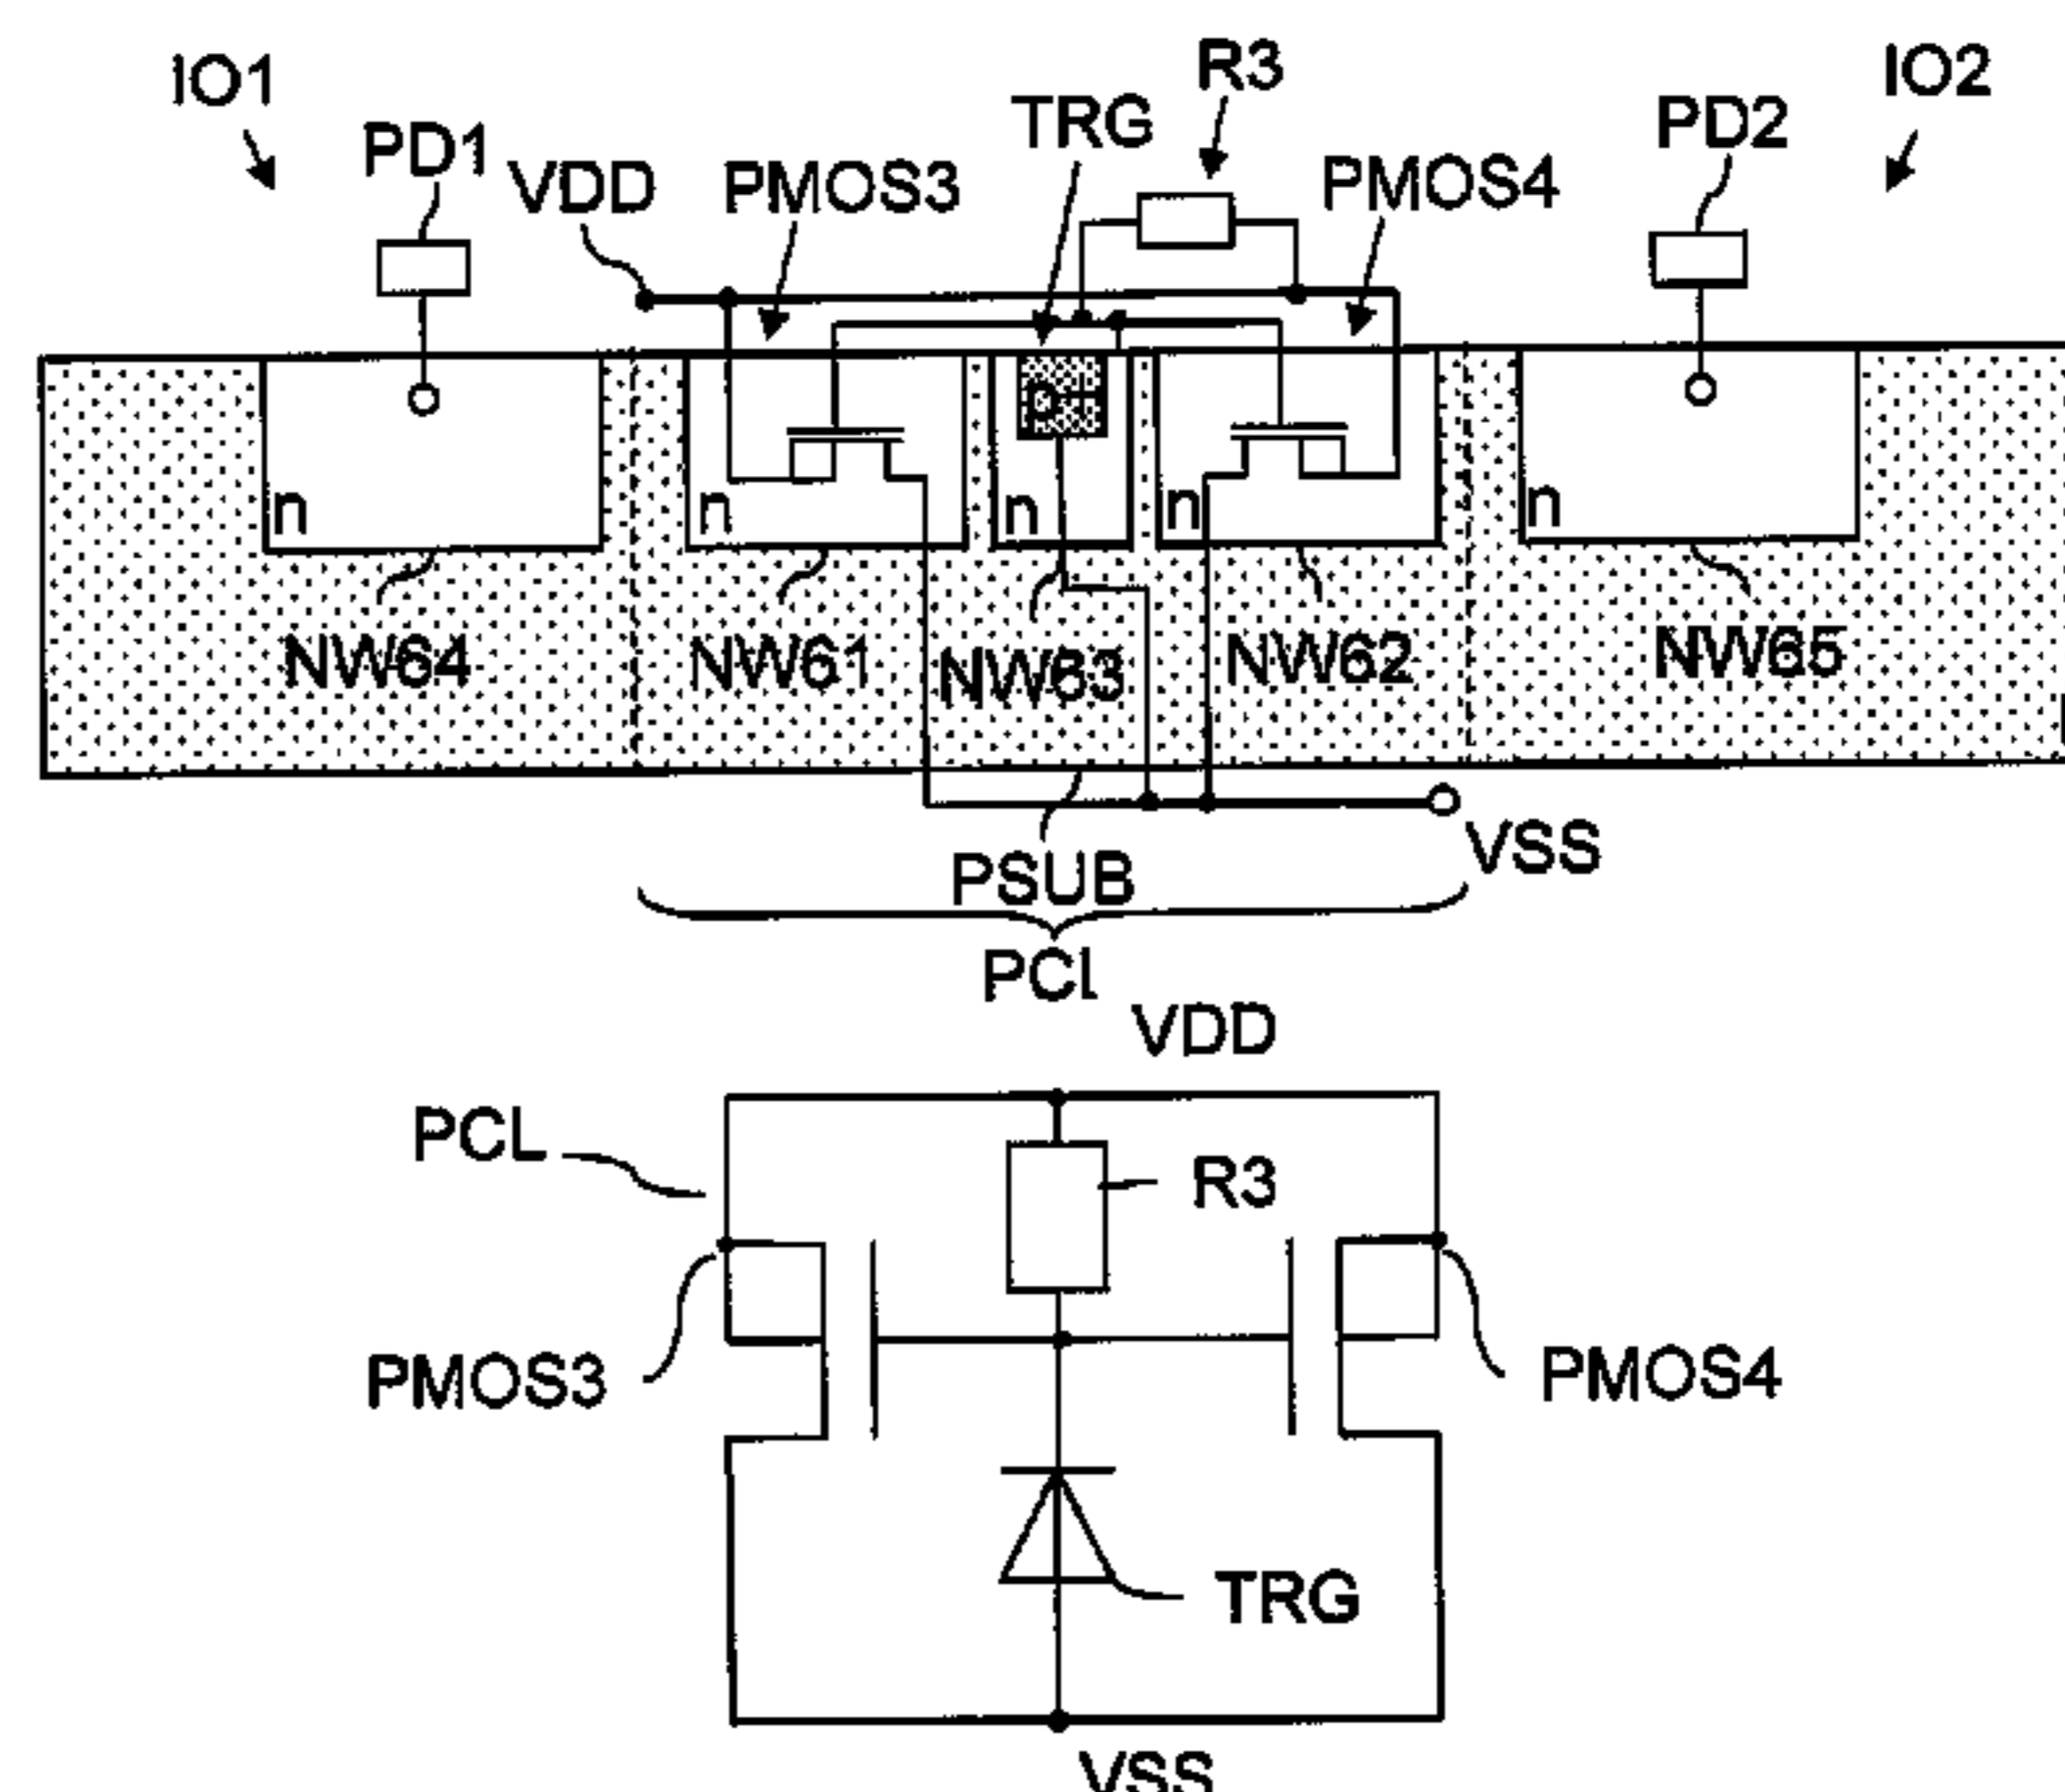 IO1
R3
IO2
PD1
TRG
PD2
VDD
PMOS3
PMOS4
n
n
n
n
n
NW64
NW61
NW63
NW62
NW65
VSS
PSUB
PCl
VDD
PCL
R3
PMOS3
PMOS4
TRG
VSS